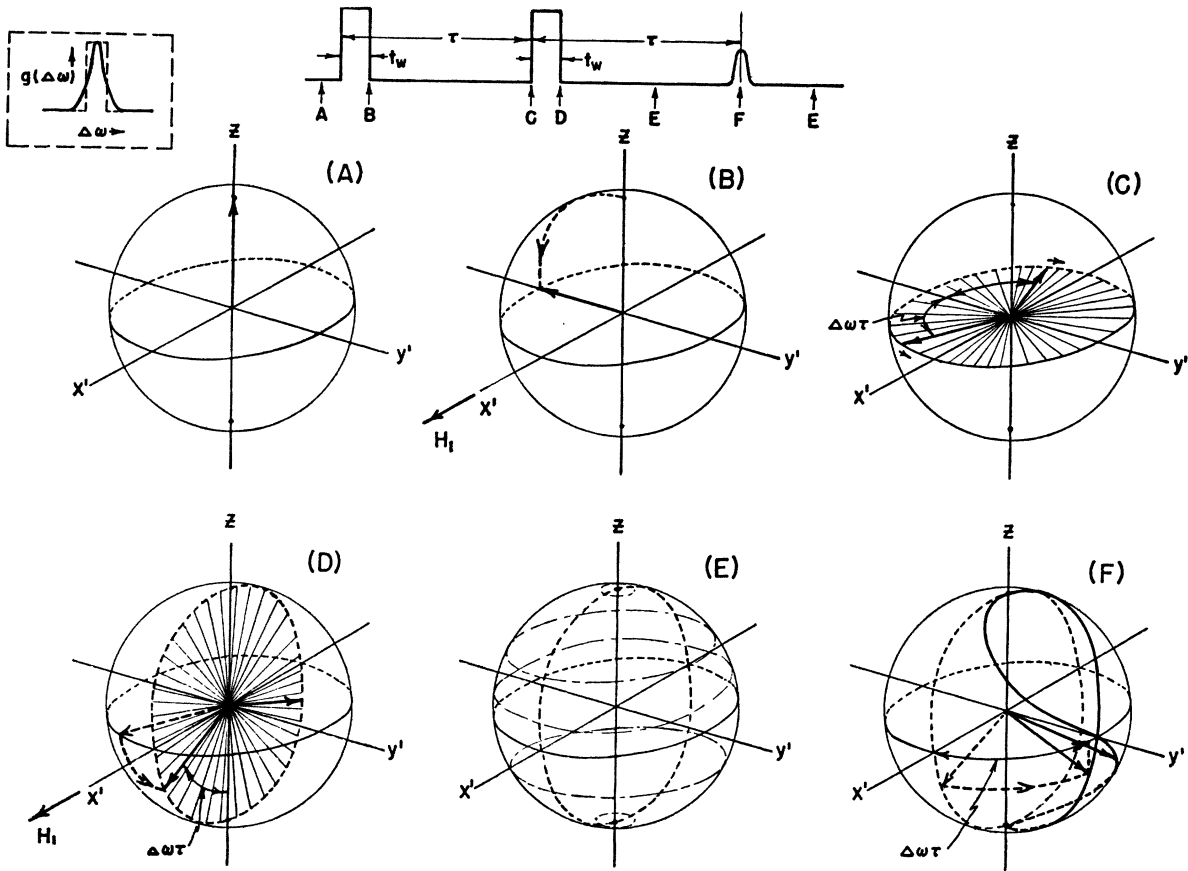 g(Δω)
Δω
τ τ
t_w t_w
A B C D E F E
(A)
Z
X'
y'
(B)
Z
X'
y'
H₁
(C)
Z
Δωτ
X'
y'
(D)
Z
X'
y'
H₁
Δωτ
(E)
Z
X'
y'
(F)
Z
X'
y'
Δωτ